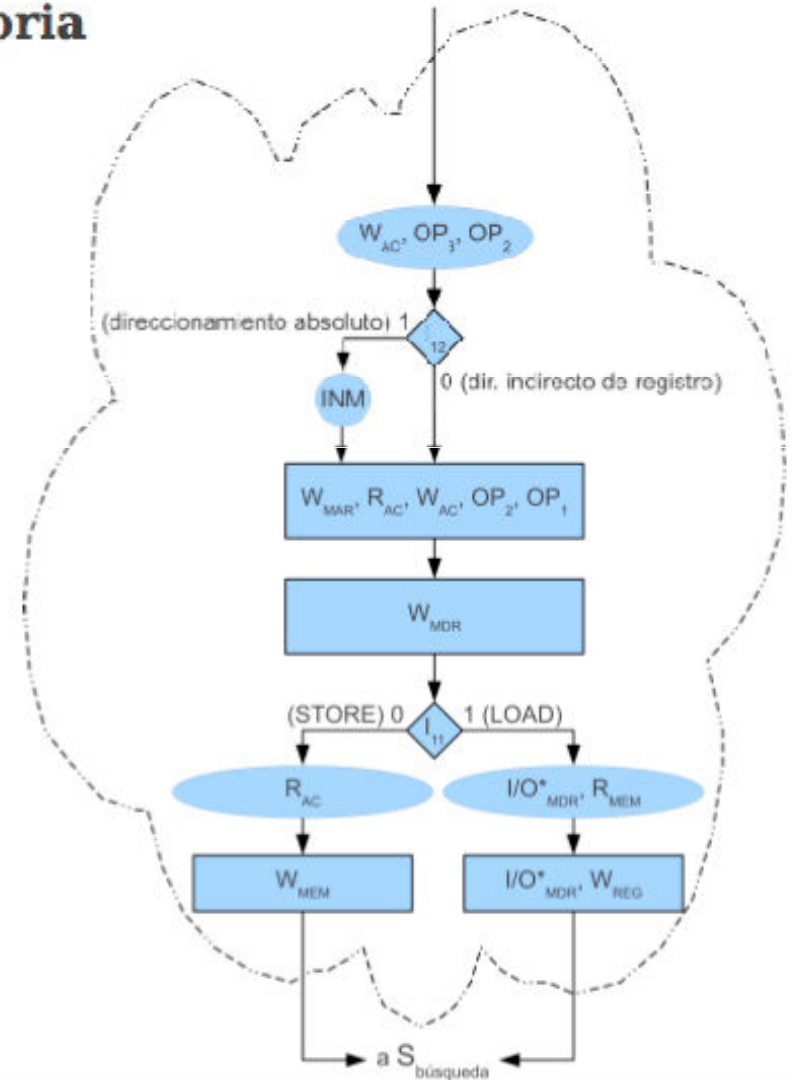 oria
W_AC, OP_3, OP_2
(direccionamiento absoluto) 1
I_12
0 (dir. indirecto de registro)
INM
W_MAR, R_AC, W_AC, OP_2, OP_1
W_MDR
(STORE) 0
I_11
1 (LOAD)
R_AC
I/O*_MDR, R_MEM
W_MEM
I/O*_MDR, W_REG
a S_búsqueda